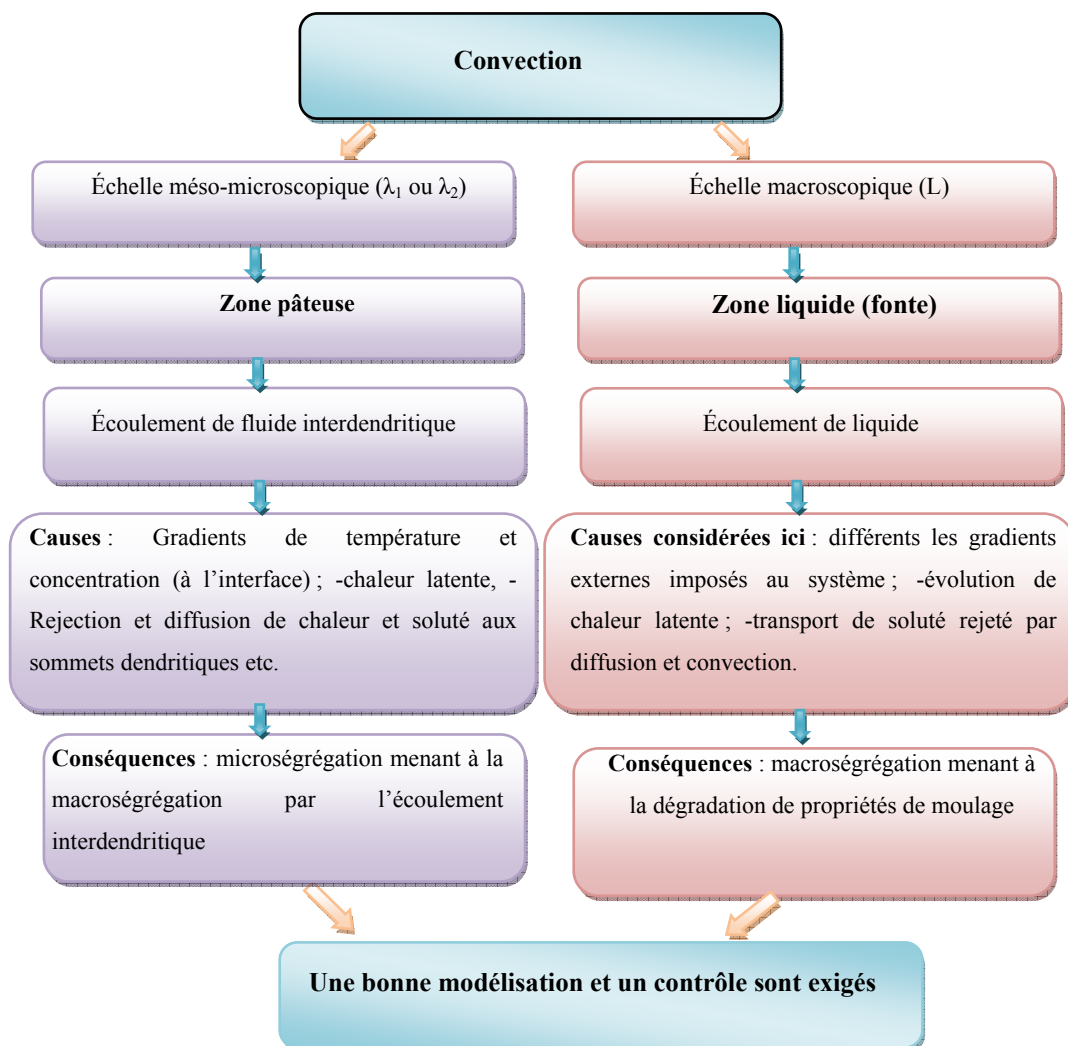 Convection
Échelle méso-microscopique (λ₁ ou λ₂)
Zone pâteuse
Écoulement de fluide interdendritique
Causes : Gradients de température et
concentration (à l'interface) ; -chaleur latente, -
Rejection et diffusion de chaleur et soluté aux
sommets dendritiques etc.
Conséquences : microségrégation menant à la
macroségrégation par l'écoulement
interdendritique
Échelle macroscopique (L)
Zone liquide (fonte)
Écoulement de liquide
Causes considérées ici : différents les gradients
externes imposés au système ; -évolution de
chaleur latente ; -transport de soluté rejeté par
diffusion et convection.
Conséquences : macroségrégation menant à
la dégradation de propriétés de moulage
Une bonne modélisation et un contrôle sont exigés